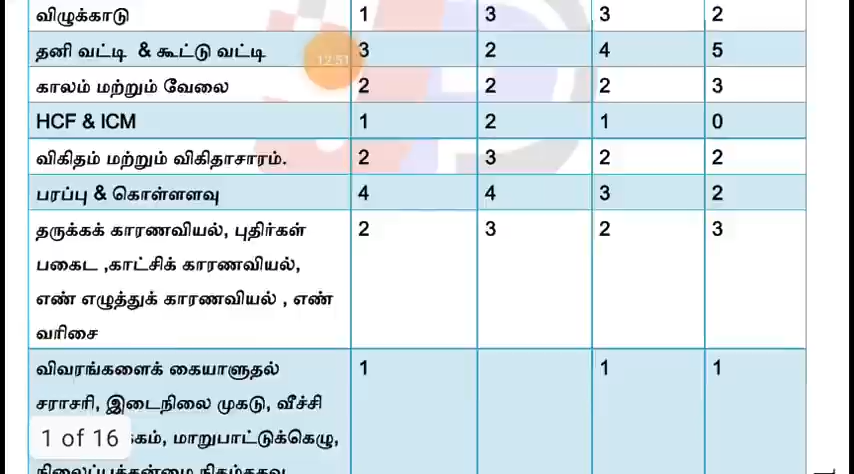 விழுக்காடு 1 3 3 2
தனி வட்டி & கூட்டு வட்டி 3 2 4 5
12:51
காலம் மற்றும் வேலை 2 2 2 3
HCF & ICM 1 2 1 0
விகிதம் மற்றும் விகிதாசாரம். 2 3 2 2
பரப்பு & கொள்ளளவு 4 4 3 2
தருக்கக் காரணவியல், புதிர்கள் 2 3 2 3
பகைட ,காட்சிக் காரணவியல்,
எண் எழுத்துக் காரணவியல் , எண்
வரிசை
விவரங்களைக் கையாளுதல் 1 1 1
சராசரி, இடைநிலை முகடு, வீச்சி
1 of 16 மாறுபாட்டுக்கெழு,